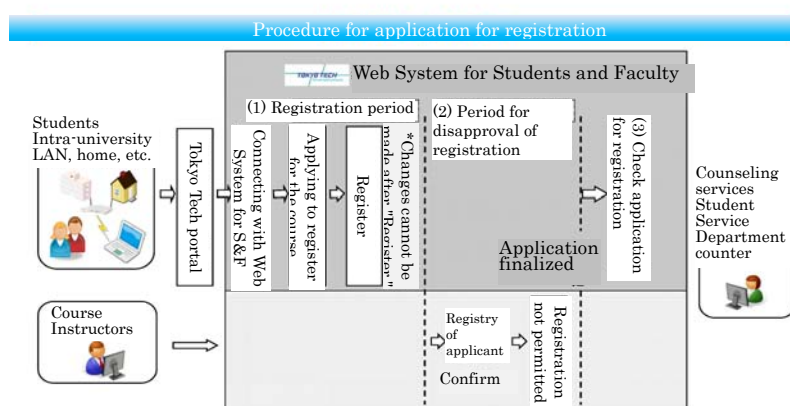 Procedure for application for registration
TOKYO TECH
Web System for Students and Faculty
Students
Intra-university
LAN, home, etc.
Tokyo Tech portal
(1) Registration period
Connecting with Web
System for S&F
Applying to register
for the course
Register
*Changes cannot be
made after "Register."
(2) Period for
disapproval of
registration
Application
finalized
(3) Check application
for registration
Counseling
services
Student
Service
Department
counter
Course
Instructors
Registry
of
applicant
Confirm
Registration
not permitted